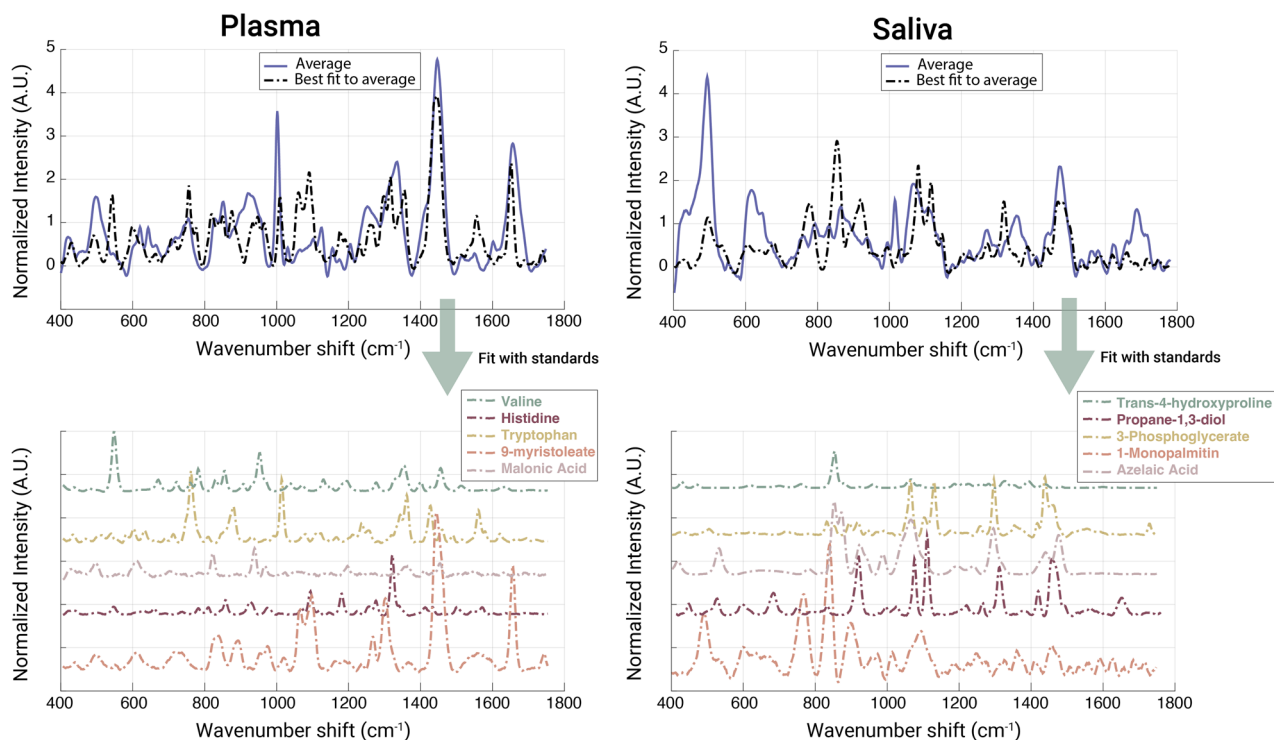 Plasma
Normalized Intensity (A.U.)
5
4
3
2
1
0
Average
Best fit to average
400 600 800 1000 1200 1400 1600 1800
Wavenumber shift (cm⁻¹)
Saliva
Normalized Intensity (A.U.)
5
4
3
2
1
0
Average
Best fit to average
400 600 800 1000 1200 1400 1600 1800
Wavenumber shift (cm⁻¹)
Fit with standards
Fit with standards
Normalized Intensity (A.U.)
Valine
Histidine
Tryptophan
9-myristoleate
Malonic Acid
400 600 800 1000 1200 1400 1600 1800
Wavenumber shift (cm⁻¹)
Normalized Intensity (A.U.)
Trans-4-hydroxyproline
Propane-1,3-diol
3-Phosphoglycerate
1-Monopalmitin
Azelaic Acid
400 600 800 1000 1200 1400 1600 1800
Wavenumber shift (cm⁻¹)